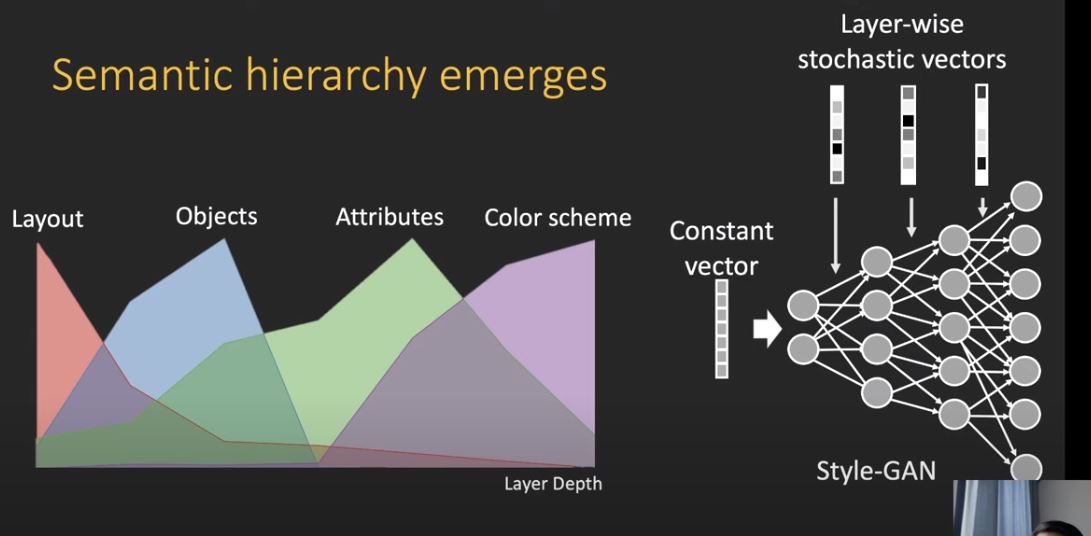 Semantic hierarchy emerges
Layer-wise
stochastic vectors
Layout
Objects
Attributes
Color scheme
Constant
vector
Layer Depth
Style-GAN